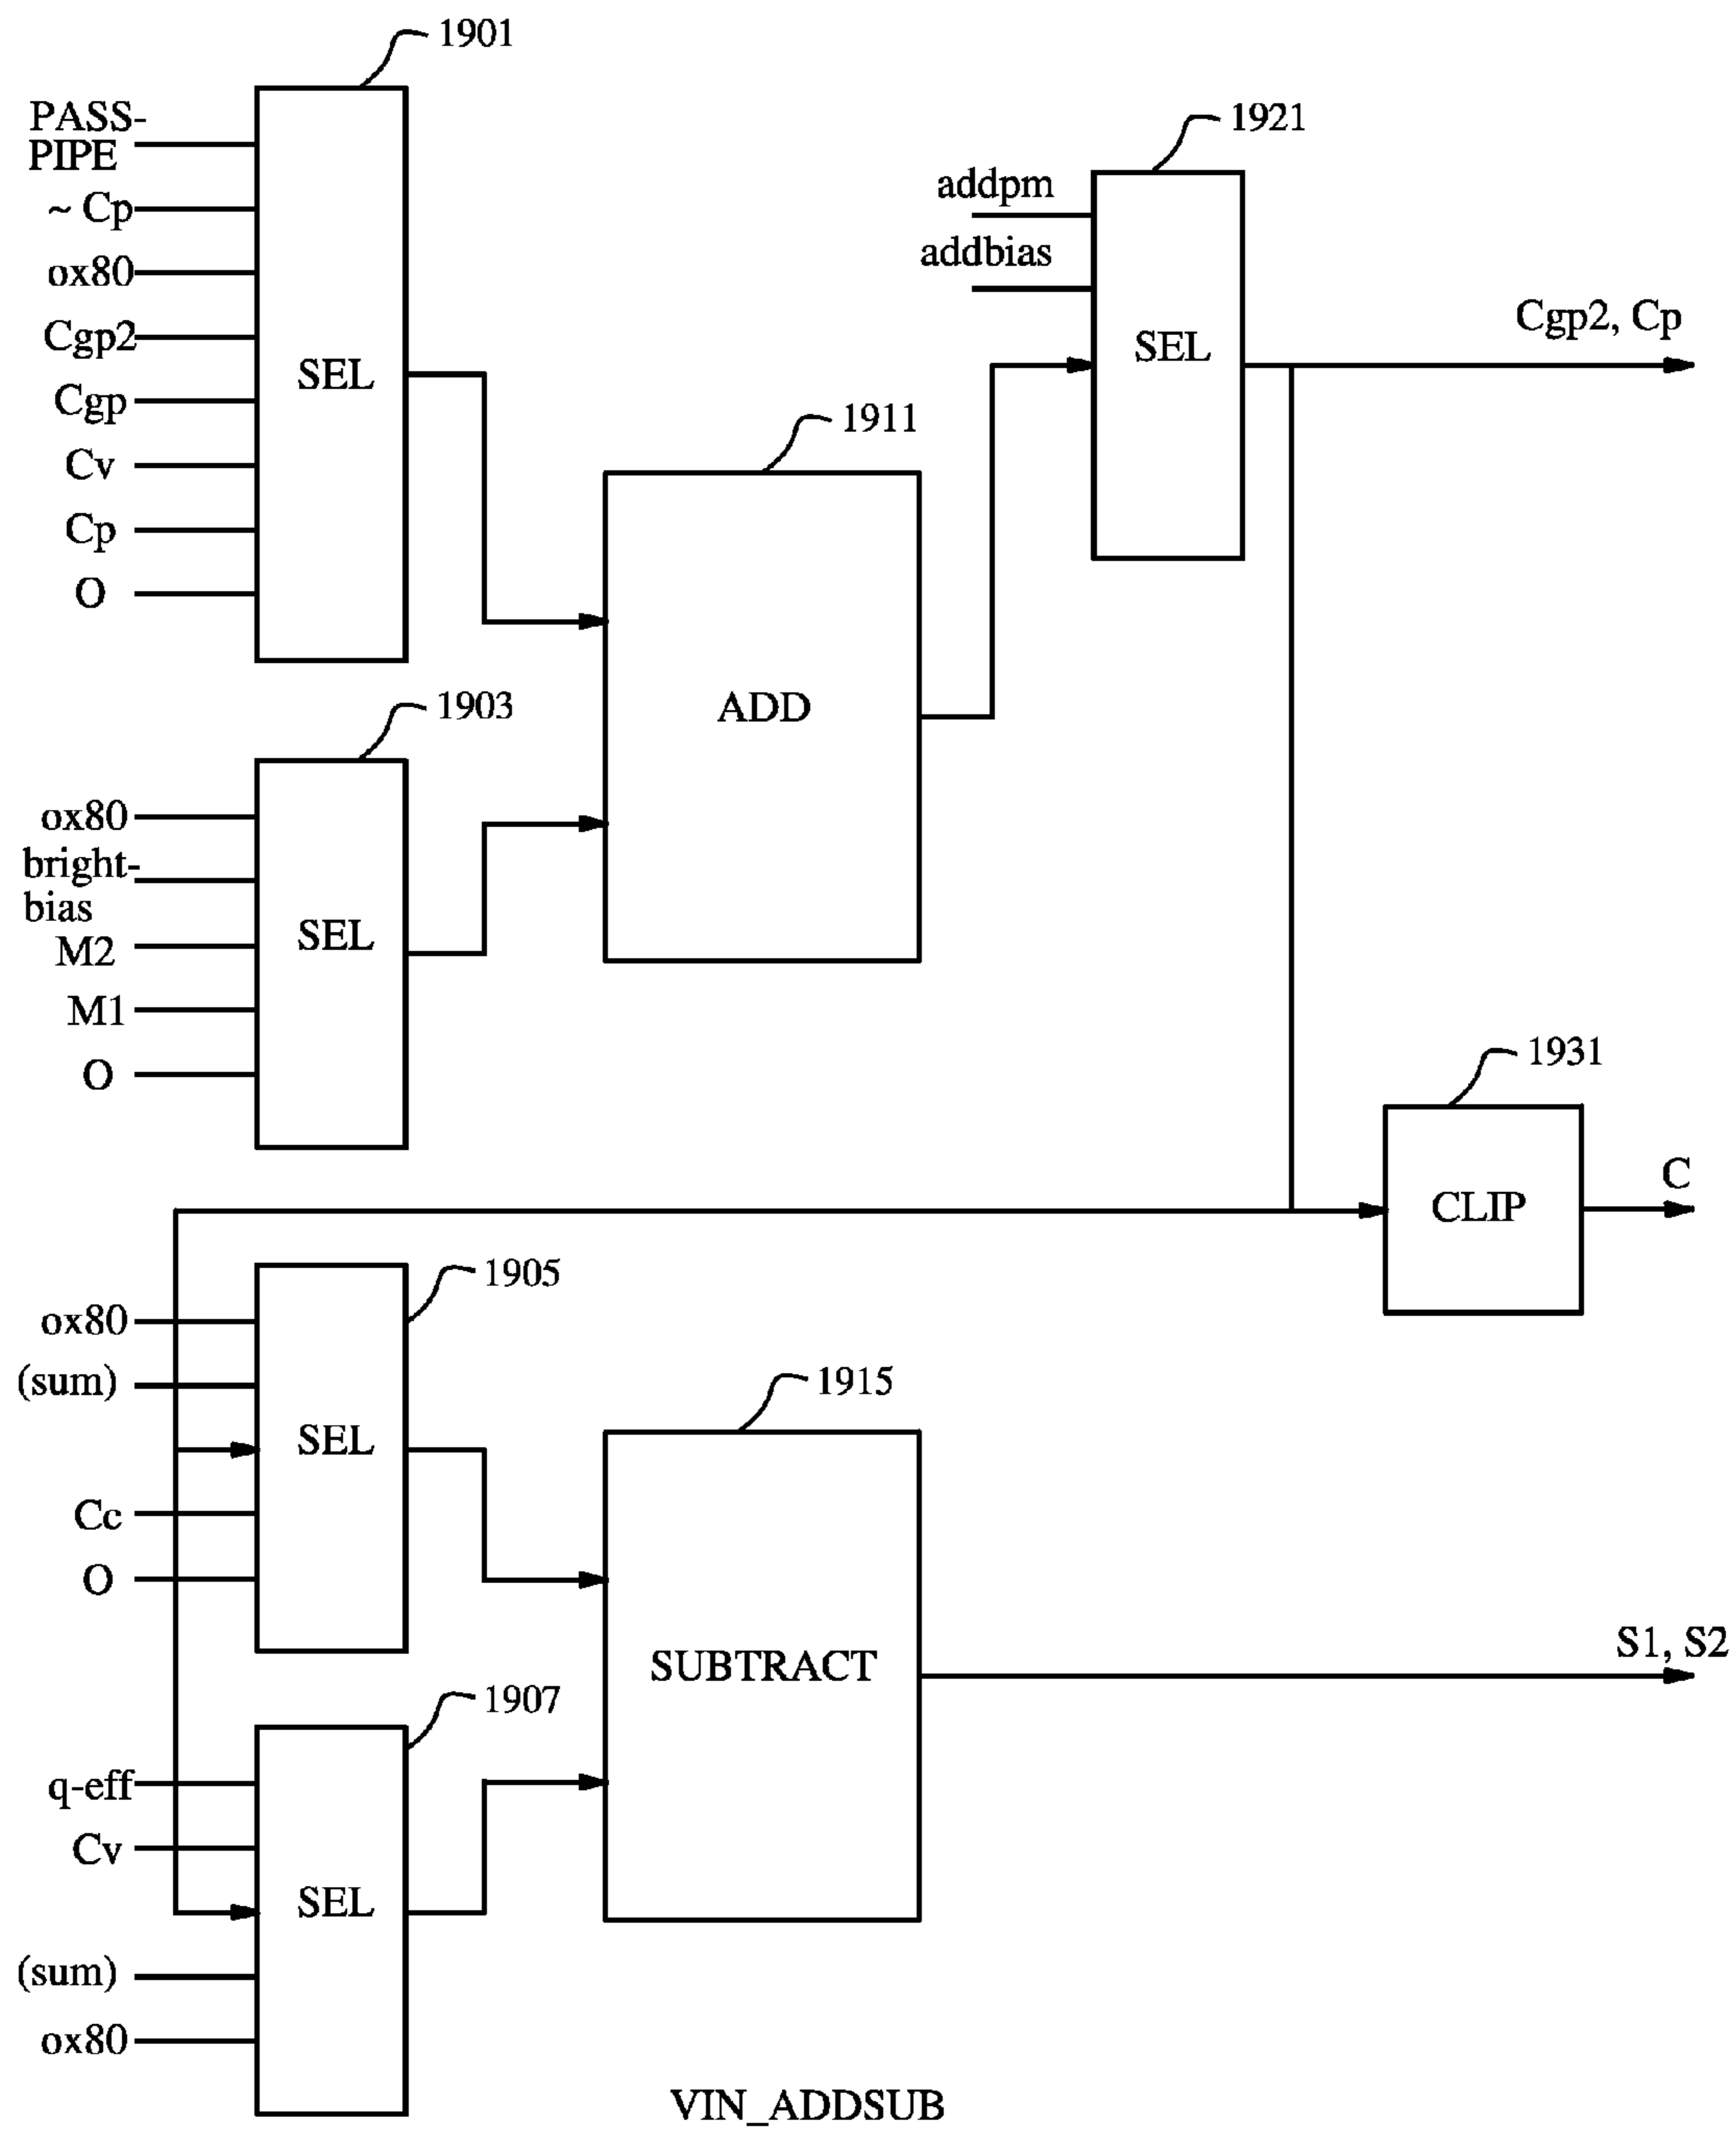 1901
PASS-
PIPE
~ Cp
ox80
Cgp2
Cgp
Cv
Cp
O
SEL
1921
addpm
addbias
SEL
Cgp2, Cp
1911
ADD
1903
ox80
bright-
bias
M2
M1
O
SEL
1931
CLIP
C
1905
ox80
(sum)
Cc
O
SEL
1915
SUBTRACT
S1, S2
1907
q-eff
Cv
(sum)
ox80
SEL
VIN_ADDSUB